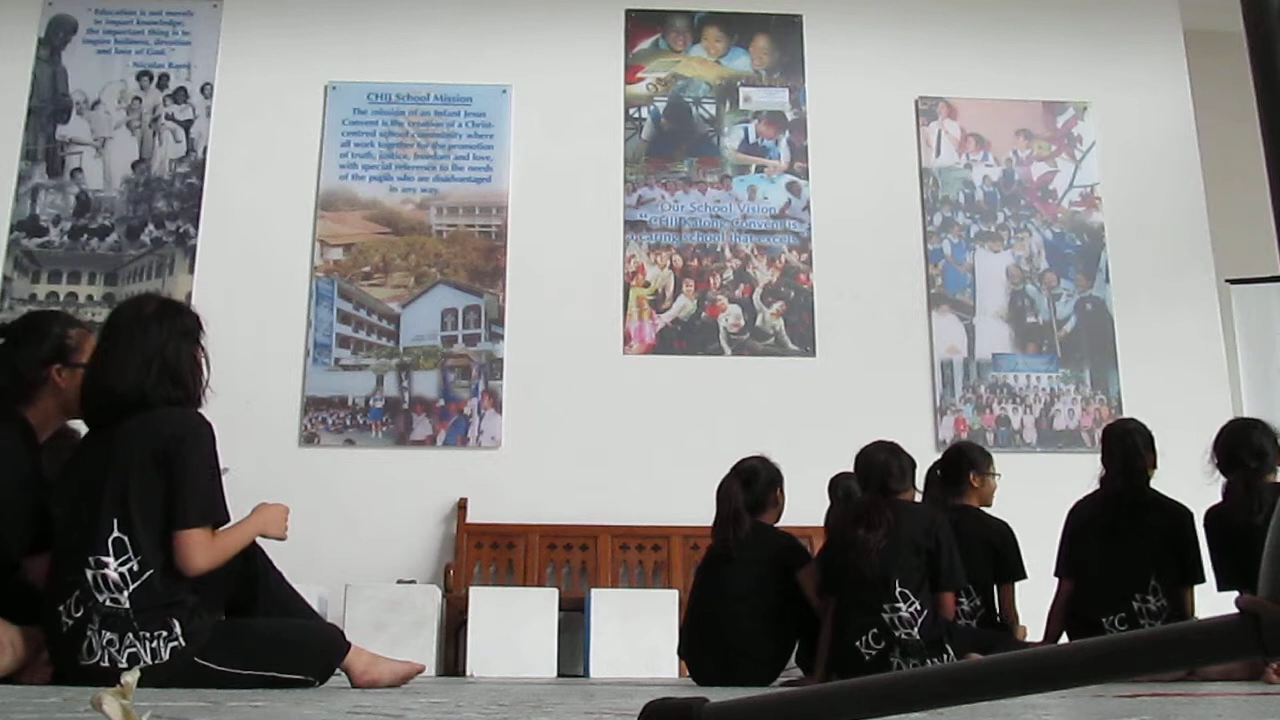 " Education is not merely
to impart knowledge;
the important thing is to
inspire holiness, devotion
and love of God. "
- Nicolas Barré -
CHIJ School Mission
The mission of an Infant Jesus
Convent is the creation of a Christ-
centred school community where
all work together for the promotion
of truth, justice, freedom and love,
with special reference to the needs
of the pupils who are disadvantaged
in any way.
Our School Vision
"CHIJ Katong Convent is
a caring school that excels"
KC
DRAMA
KC
DRAMA
KC